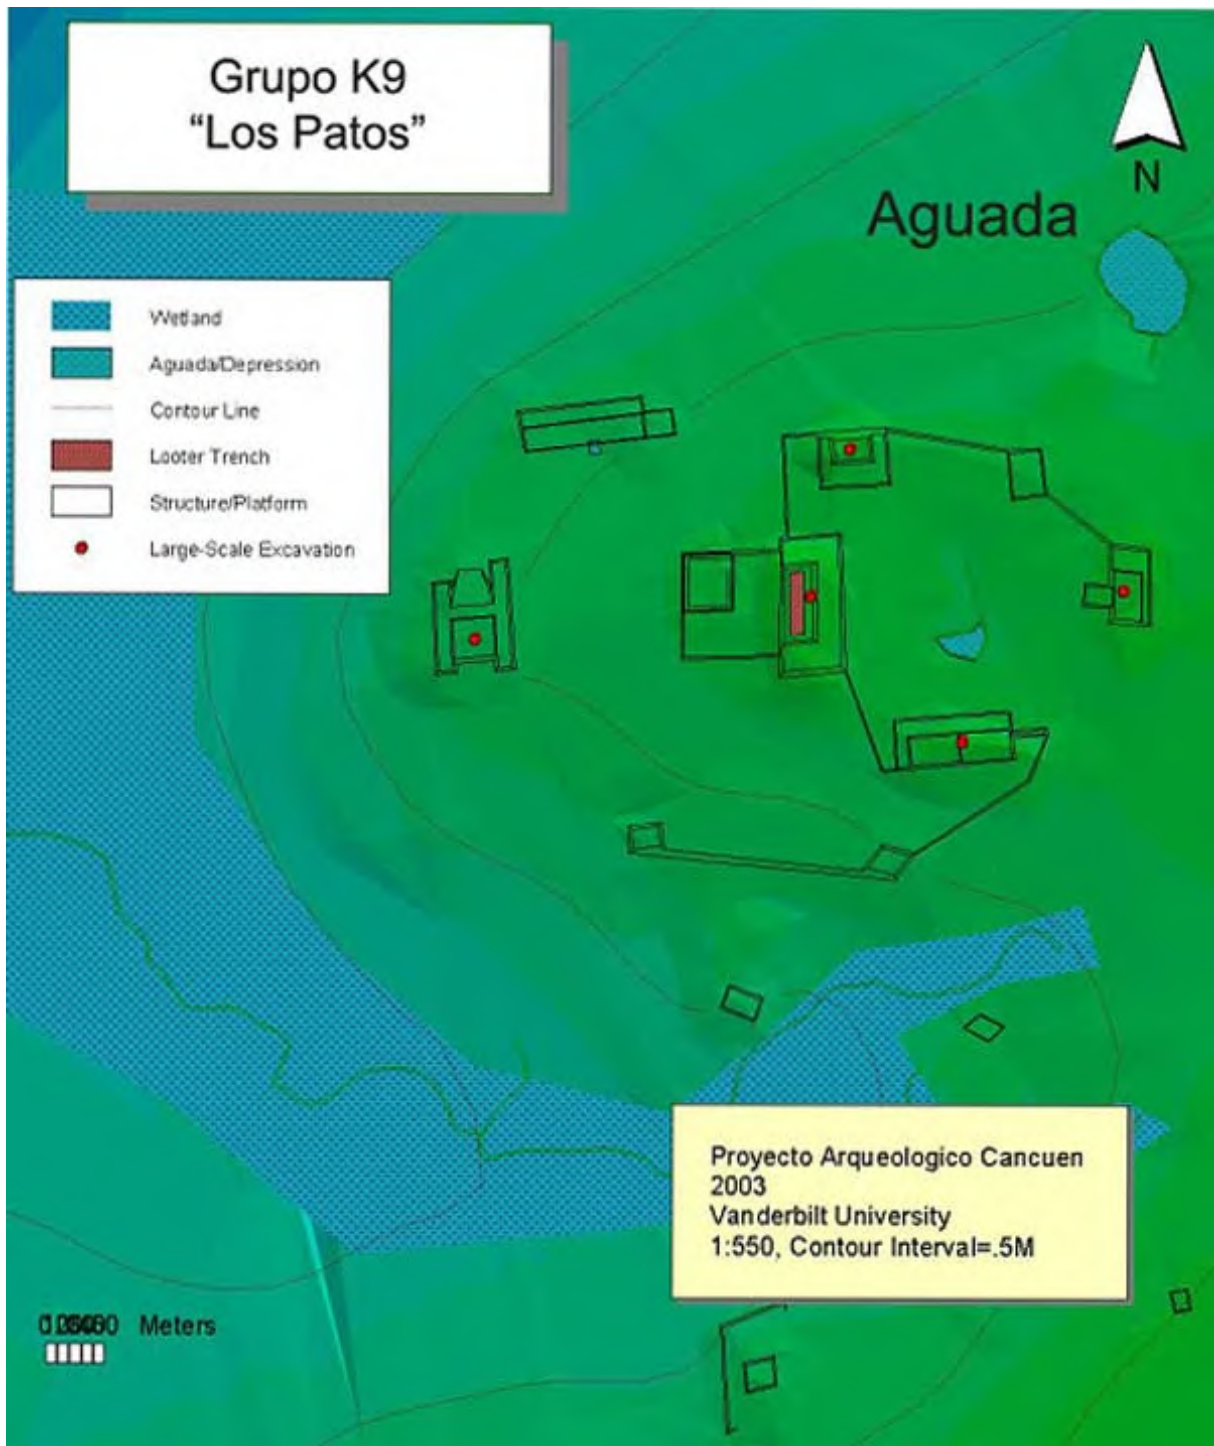 Grupo K9
“Los Patos”
N
Aguada
Wetland
Aguada/Depression
Contour Line
Looter Trench
Structure/Platform
Large-Scale Excavation
Proyecto Arqueologico Cancuen
2003
Vanderbilt University
1:550, Contour Interval=.5M
Meters